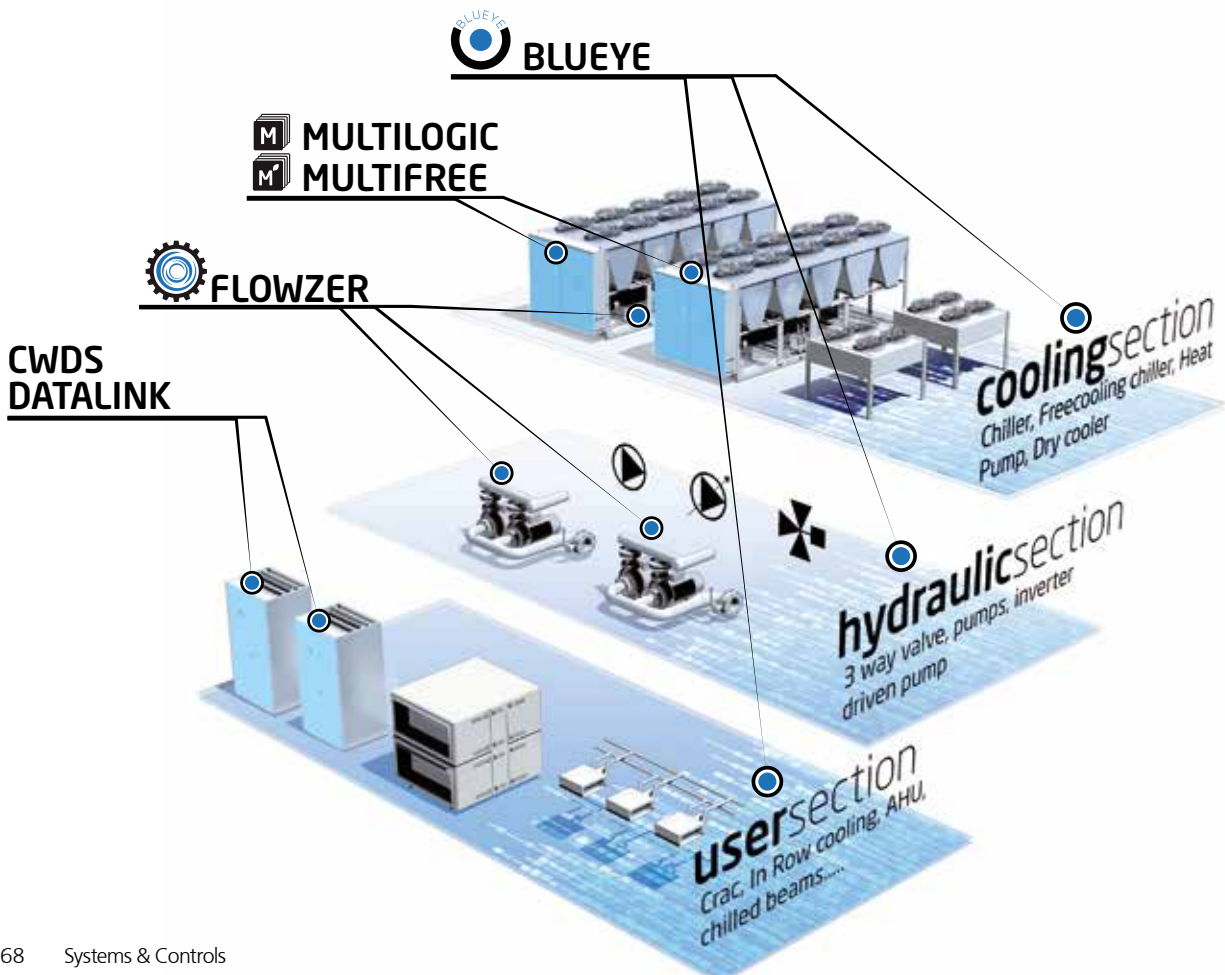 BLUEYE
BLUEYE
M MULTILOGIC
M MULTIFREE
FLOWZER
CWDS
DATALINK
coolingsection
Chiller, Freecooling chiller, Heat
Pump, Dry cooler
hydraulicsection
3 way valve, pumps, inverter
driven pump
usersection
Crac, In Row cooling, AHU,
chilled beams.....
68 Systems & Controls